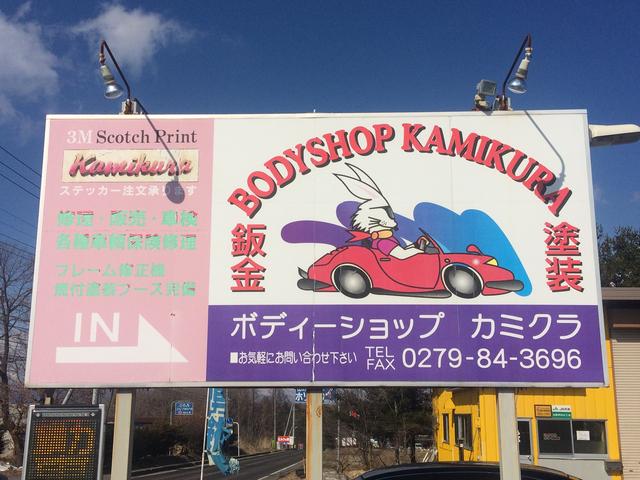 3M Scotch Print
Kamikura
ステッカー注文承ります
修理・販売・車検
各種車輌保険修理
フレーム修正機
焼付塗装ブース完備
IN
BODYSHOP KAMIKURA
鈑金
塗装
ボディーショップ カミクラ
■お気軽にお問い合わせ下さい TEL FAX 0279-84-3696